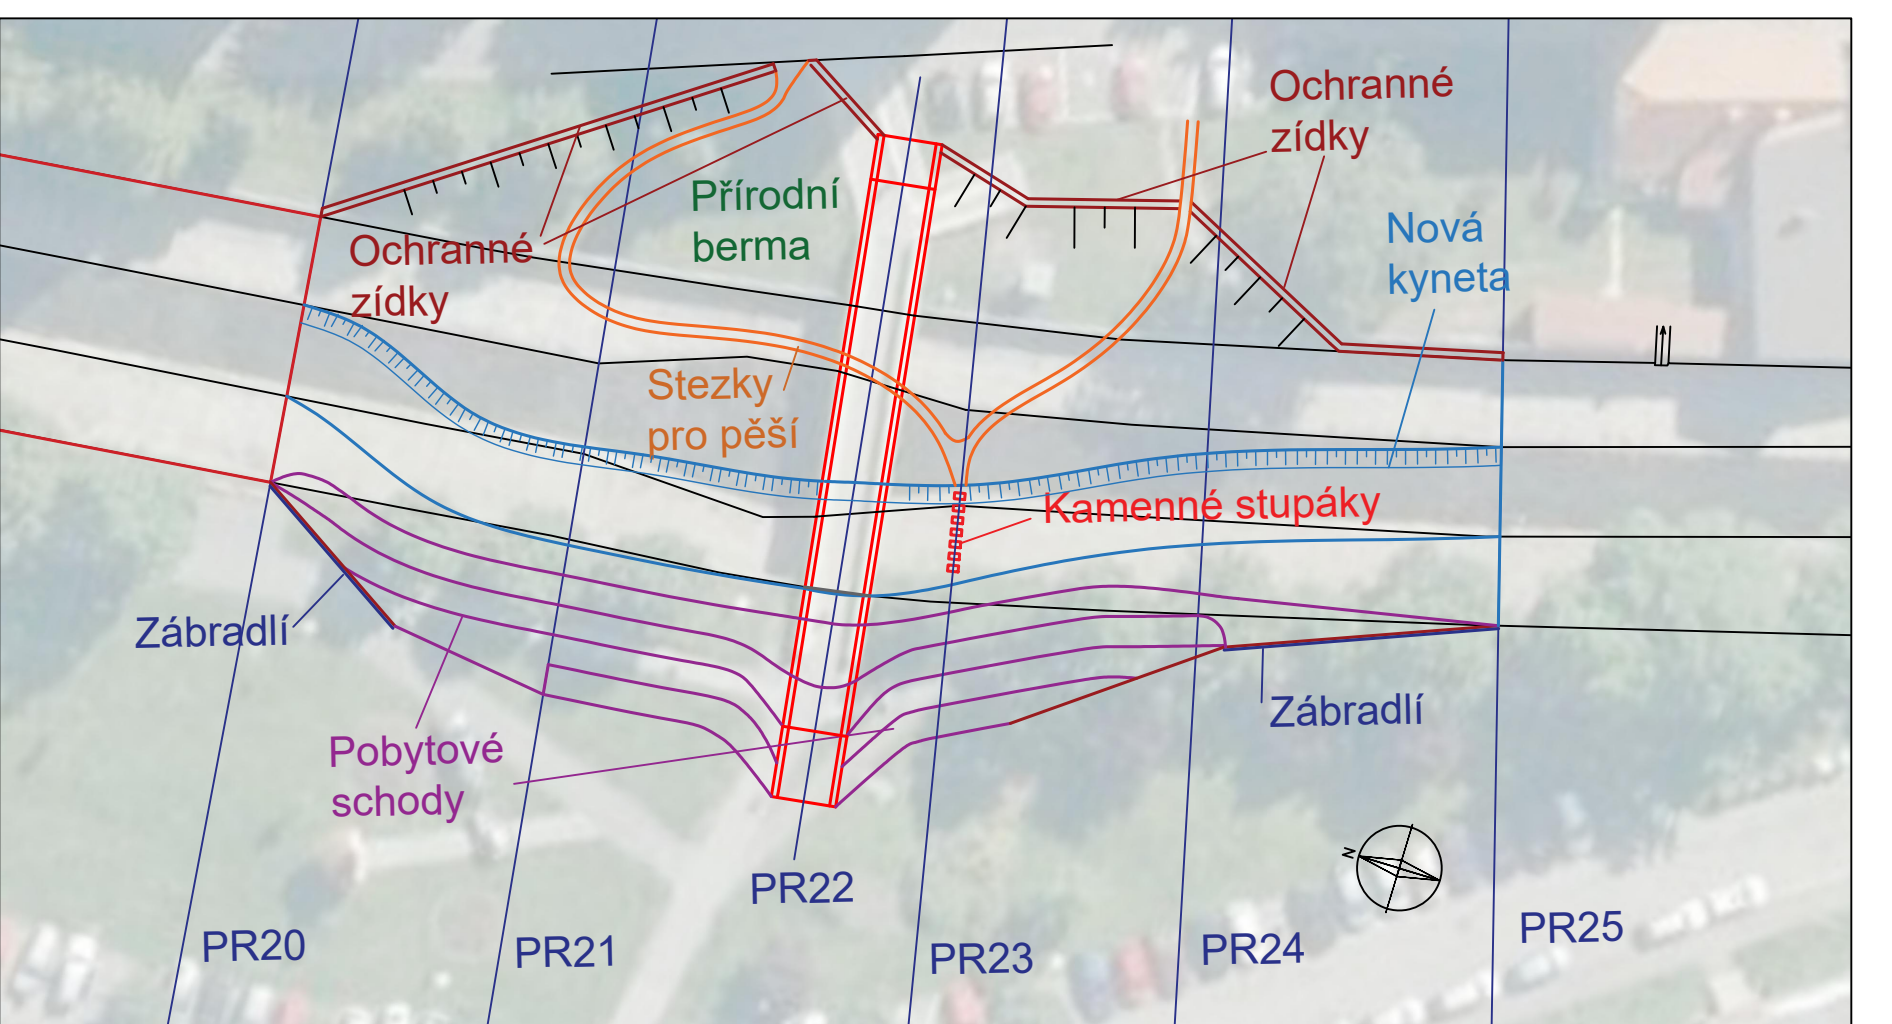 Ochranné
zídky
Přírodní
berma
Nová
kyneta
Ochranné
zídky
Stezky
pro pěší
Kamenné stupáky
Zábradlí
Zábradlí
Pobytové
schody
N
PR22
PR20
PR21
PR23
PR24
PR25